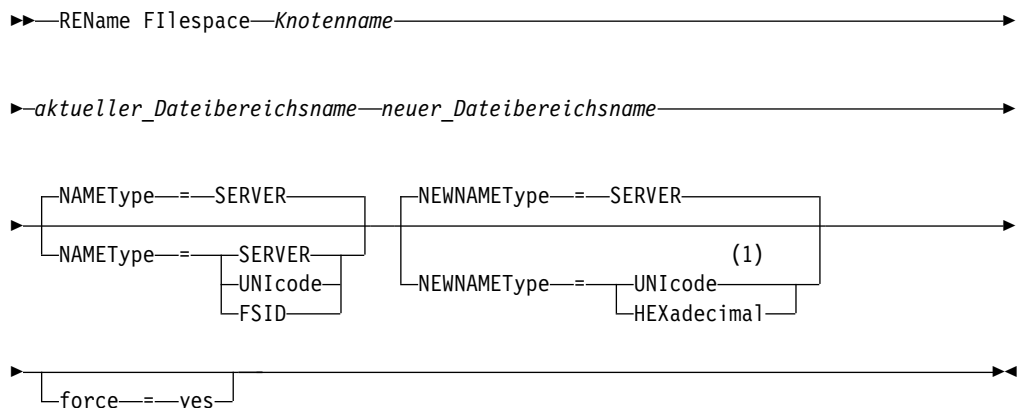 REName FIlespace Knotenname
aktueller_Dateibereichsname neuer_Dateibereichsname
NAMEType = SERVER NEWNAMEType = SERVER
NAMEType = SERVER (1)
UNIcode NEWNAMEType = UNIcode
FSID HEXadecimal
force = yes